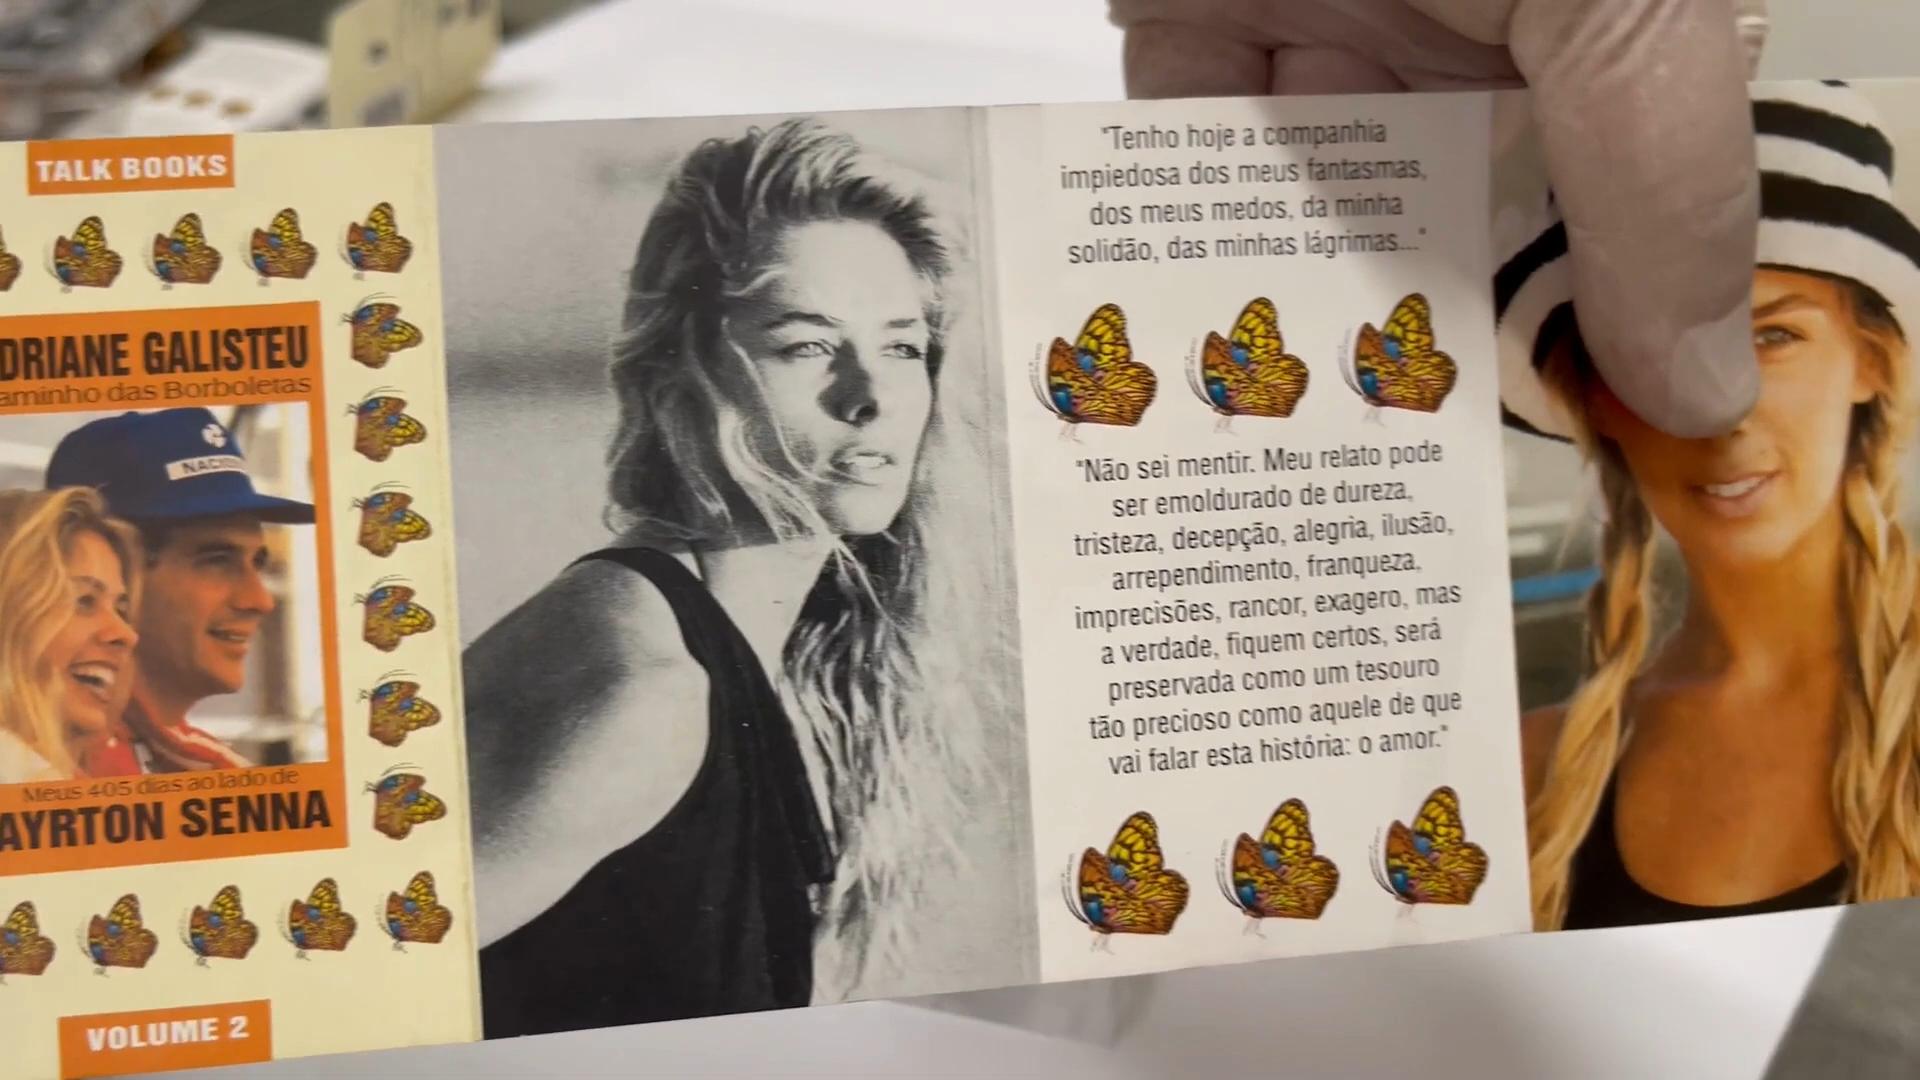 TALK BOOKS
DRIANE GALISTEU
aminho das Borboletas
NACIO
Meus 405 dias ao lado de
AYRTON SENNA
VOLUME 2
"Tenho hoje a companhia
impiedosa dos meus fantasmas,
dos meus medos, da minha
solidão, das minhas lágrimas..."
"Não sei mentir. Meu relato pode
ser emoldurado de dureza,
tristeza, decepção, alegria, ilusão,
arrependimento, franqueza,
imprecisões, rancor, exagero, mas
a verdade, fiquem certos, será
preservada como um tesouro
tão precioso como aquele de que
vai falar esta história: o amor."